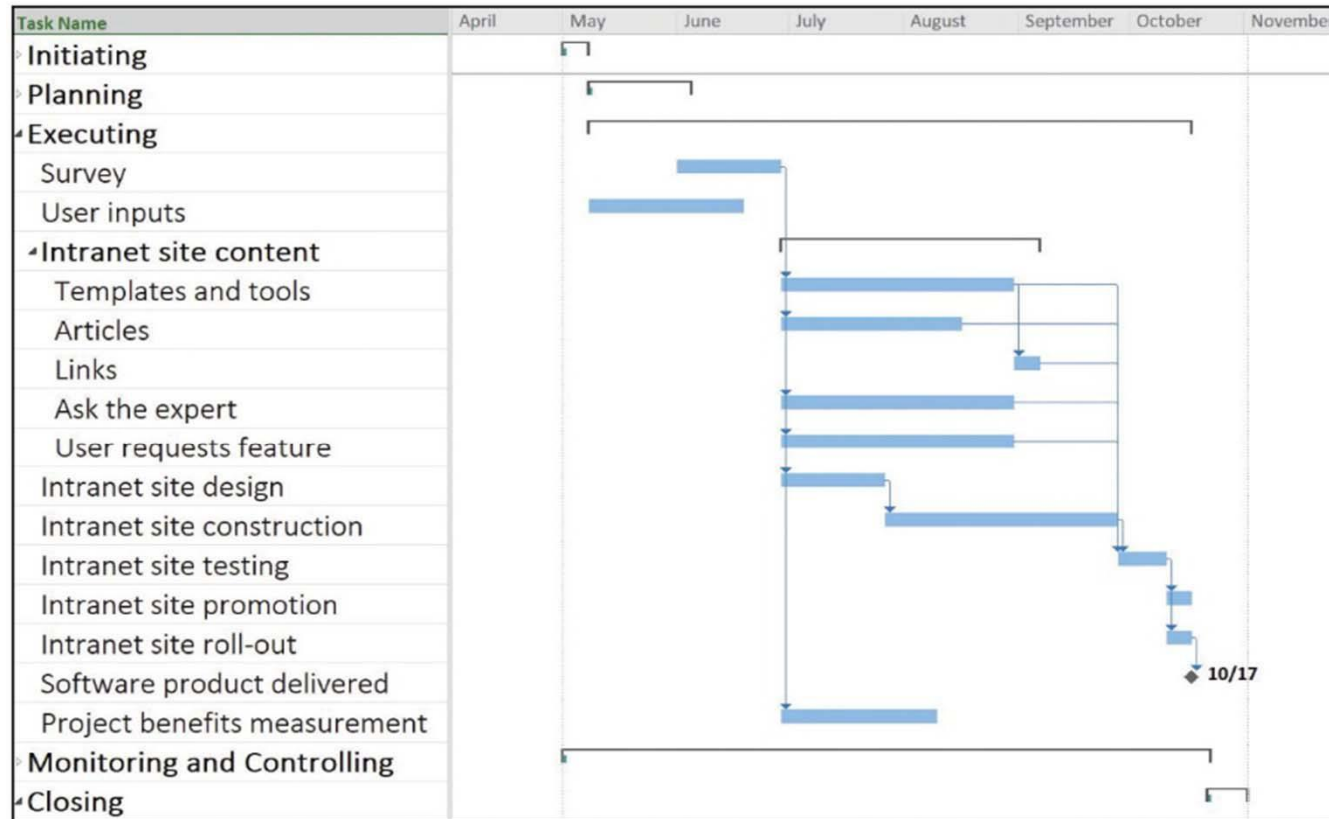 Task Name April May June July August September October November
Initiating
Planning
Executing
Survey
User inputs
Intranet site content
Templates and tools
Articles
Links
Ask the expert
User requests feature
Intranet site design
Intranet site construction
Intranet site testing
Intranet site promotion
Intranet site roll-out
Software product delivered 10/17
Project benefits measurement
Monitoring and Controlling
Closing